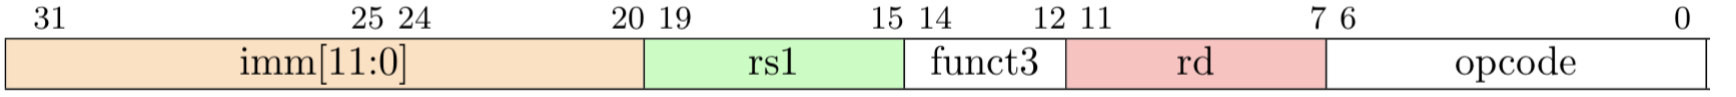 31 25 24 20 19 15 14 12 11 7 6 0
imm[11:0] rs1 funct3 rd opcode